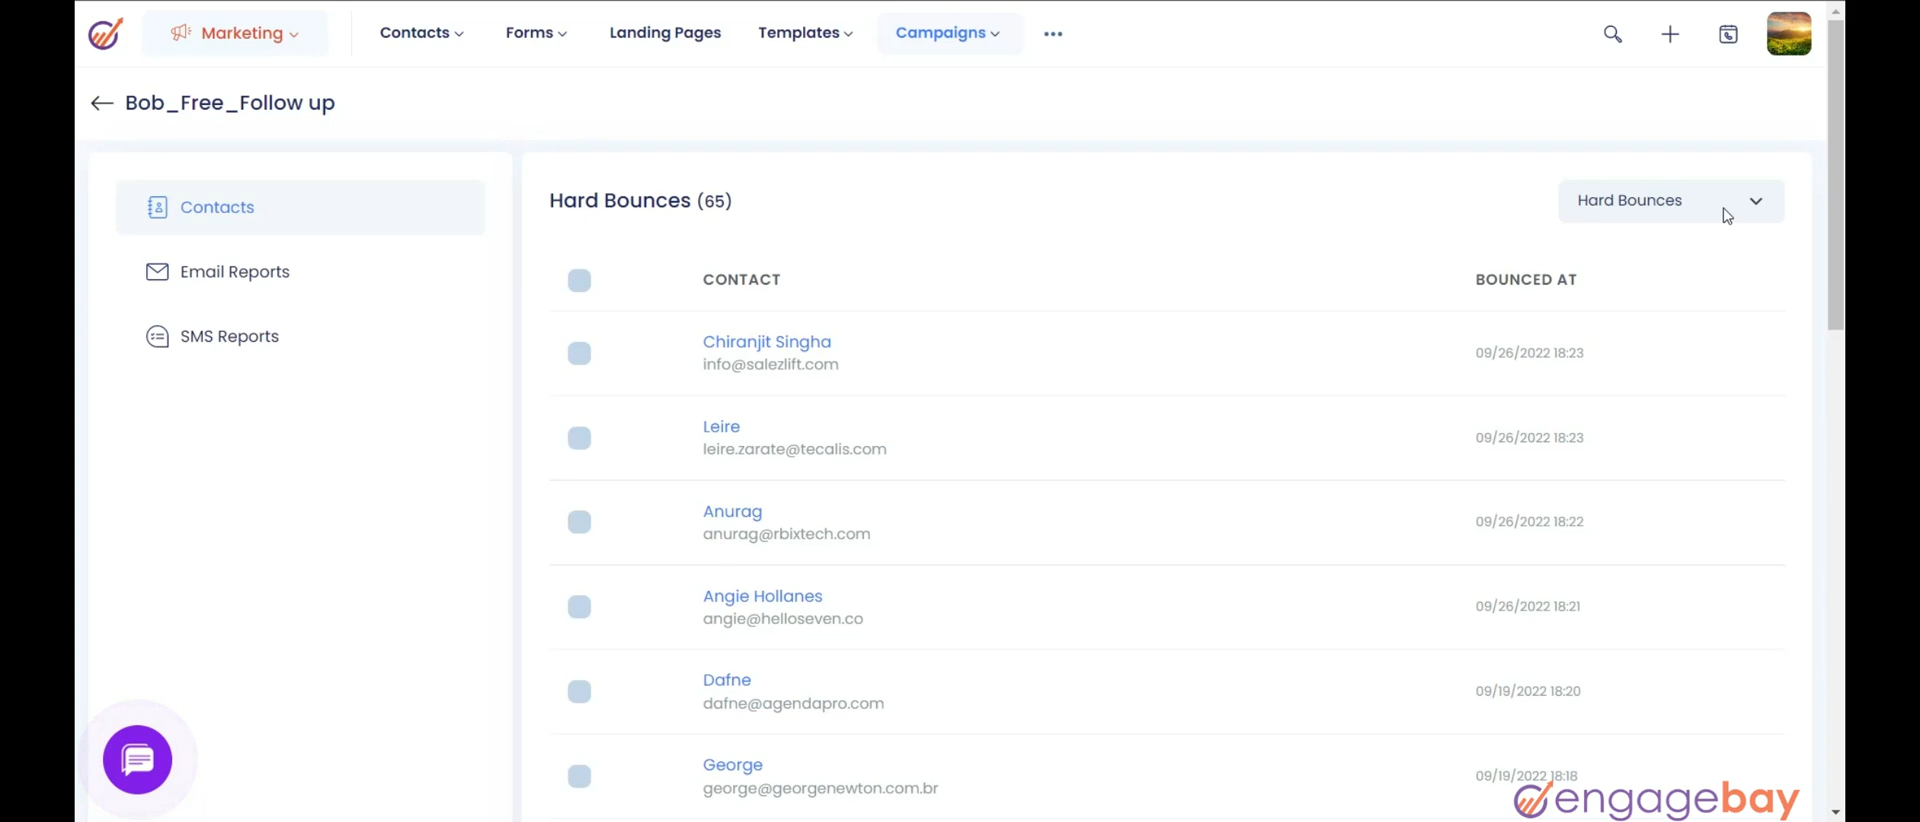 Marketing
Contacts
Forms
Landing Pages
Templates
Campaigns
Bob_Free_Follow up
Contacts
Email Reports
SMS Reports
Hard Bounces (65)
Hard Bounces
CONTACT
BOUNCED AT
Chiranjit Singha
info@salezlift.com
09/26/2022 18:23
Leire
leire.zarate@tecalis.com
09/26/2022 18:23
Anurag
anurag@rbixtech.com
09/26/2022 18:22
Angie Hollanes
angie@helloseven.co
09/26/2022 18:21
Dafne
dafne@agendapro.com
09/19/2022 18:20
George
george@georgenewton.com.br
09/19/2022 18:18
engagebay